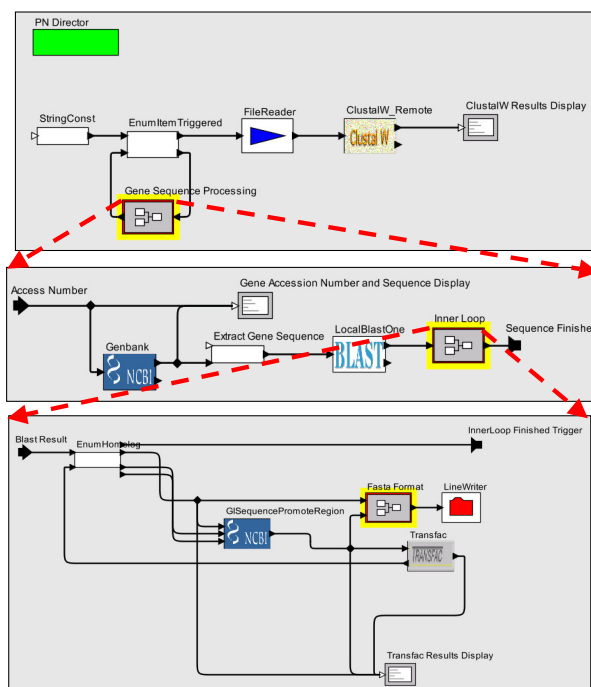 PN Director
StringConst
EnumItemTriggered
FileReader
ClustalW_Remote
ClustalW Results Display
Clustal W
Gene Sequence Processing
Gene Accession Number and Sequence Display
Access Number
Genbank
NCBI
Extract Gene Sequence
LocalBlastOne
BLAST
Inner Loop
Sequence Finished
Blast Result
EnumHomolog
InnerLoop Finished Trigger
Fasta Format
LineWriter
GISequencePromoteRegion
NCBI
Transfac
TRANSFAC
Transfac Results Display